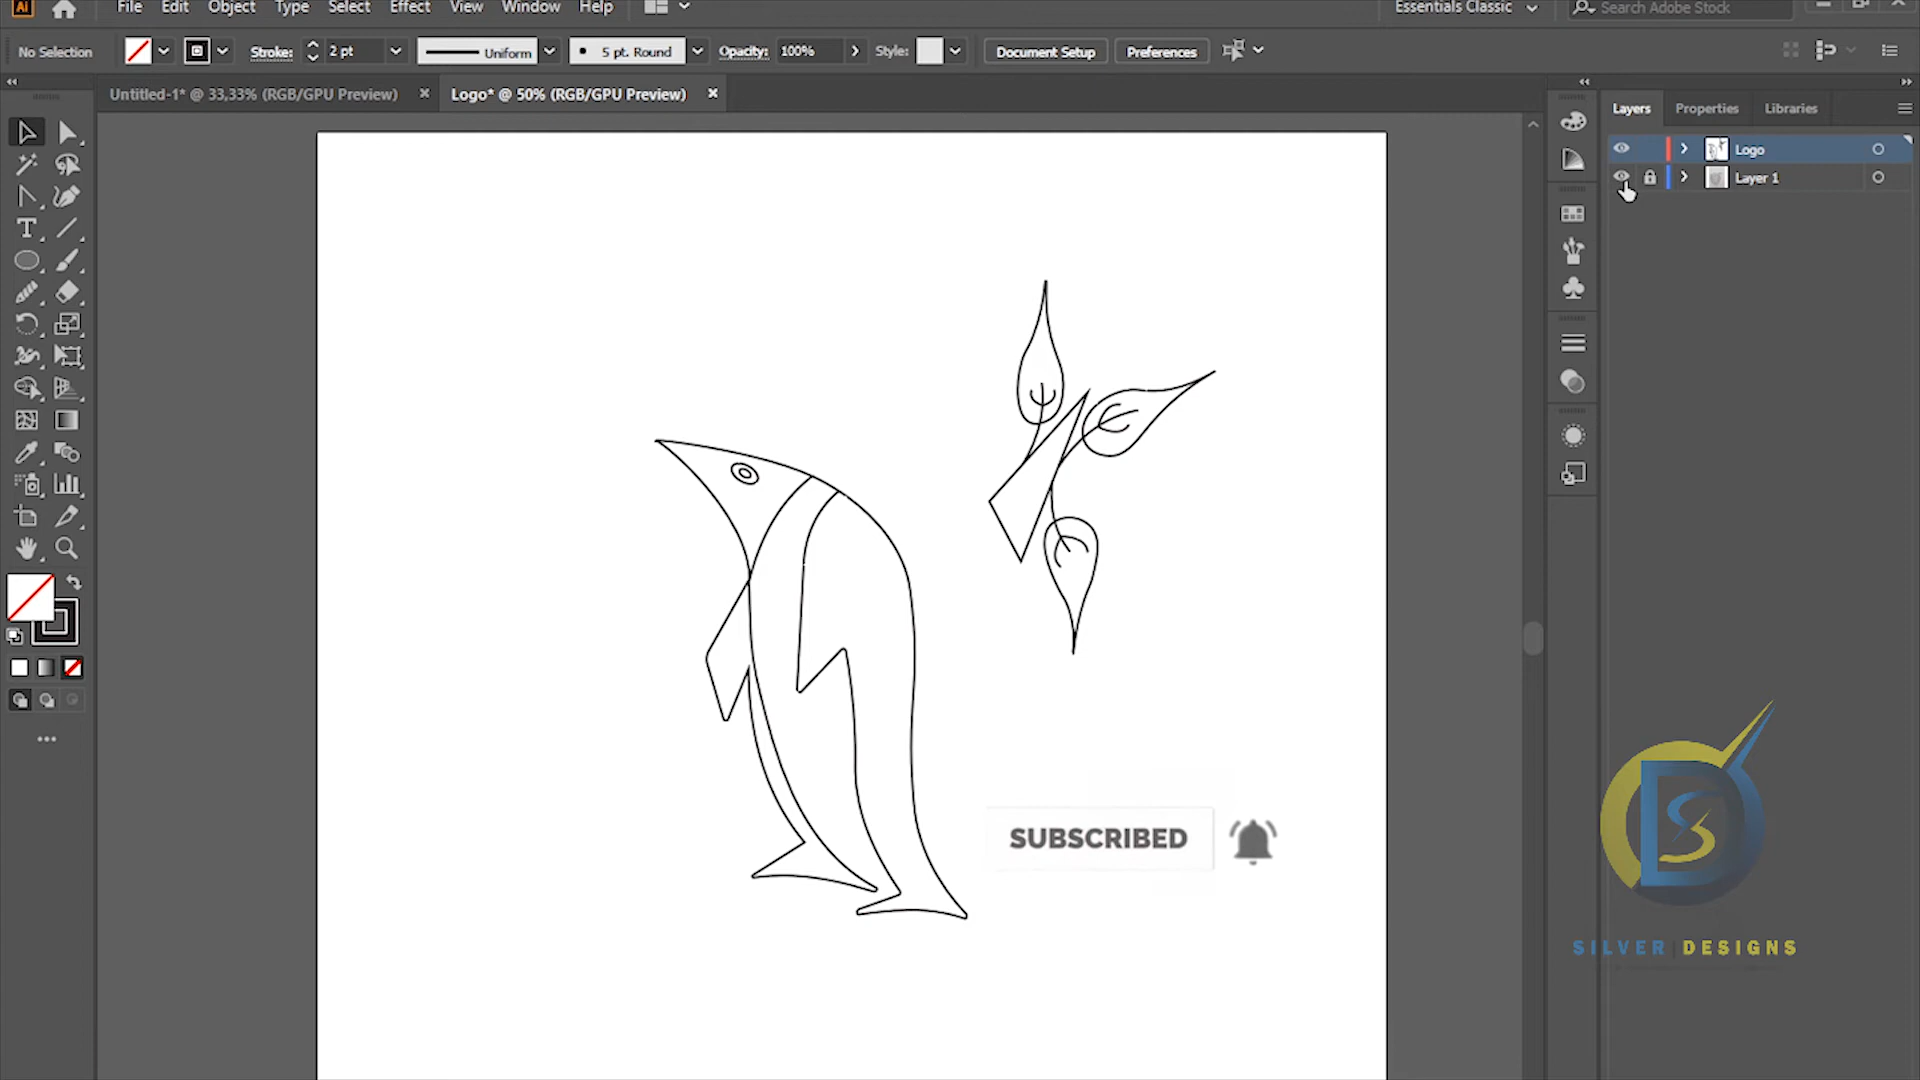 Ai File Edit Object Type Select Effect View Window Help Essentials Classic Search Adobe Stock
No Selection Stroke: 2 pt Uniform 5 pt. Round Opacity: 100% Style: Document Setup Preferences
Untitled-1* @ 33,33% (RGB/GPU Preview) Logo* @ 50% (RGB/GPU Preview)
Layers Properties Libraries
Logo
Layer 1
SUBSCRIBED
DS
SILVER DESIGNS